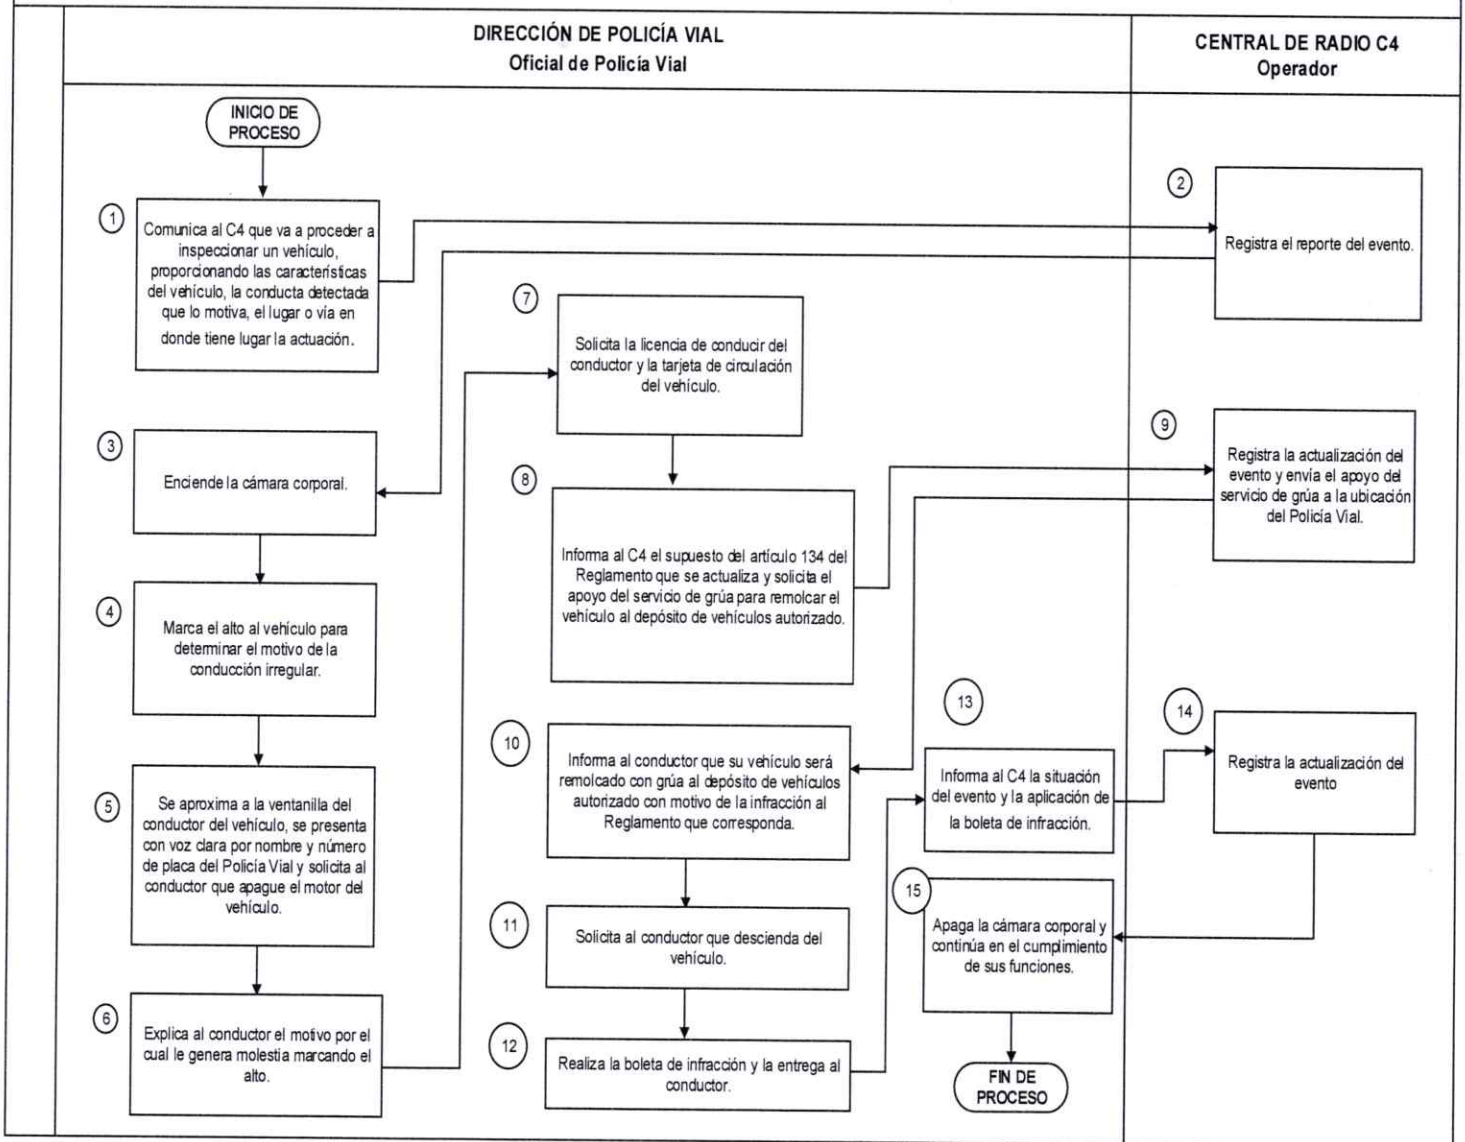 DIRECCIÓN DE POLICÍA VIAL
Oficial de Policía Vial
CENTRAL DE RADIO C4
Operador
INICIO DE
PROCESO
1
Comunica al C4 que va a proceder a
inspeccionar un vehículo,
proporcionando las características
del vehículo, la conducta detectada
que lo motiva, el lugar o vía en
donde tiene lugar la actuación.
2
Registra el reporte del evento.
3
Enciende la cámara corporal.
4
Marca el alto al vehículo para
determinar el motivo de la
conducción irregular.
5
Se aproxima a la ventanilla del
conductor del vehículo, se presenta
con voz clara por nombre y número
de placa del Policía Vial y solicita al
conductor que apague el motor del
vehículo.
6
Explica al conductor el motivo por el
cual le genera molestia marcando el
alto.
7
Solicita la licencia de conducir del
conductor y la tarjeta de circulación
del vehículo.
8
Informa al C4 el supuesto del artículo 134 del
Reglamento que se actualiza y solicita el
apoyo del servicio de grúa para remolcar el
vehículo al depósito de vehículos autorizado.
9
Registra la actualización del
evento y envía el apoyo del
servicio de grúa a la ubicación
del Policía Vial.
10
Informa al conductor que su vehículo será
remolcado con grúa al depósito de vehículos
autorizado con motivo de la infracción al
Reglamento que corresponda.
11
Solicita al conductor que descienda del
vehículo.
12
Realiza la boleta de infracción y la entrega al
conductor.
13
Informa al C4 la situación
del evento y la aplicación de
la boleta de infracción.
14
Registra la actualización del
evento
15
Apaga la cámara corporal y
continúa en el cumplimiento
de sus funciones.
FIN DE
PROCESO